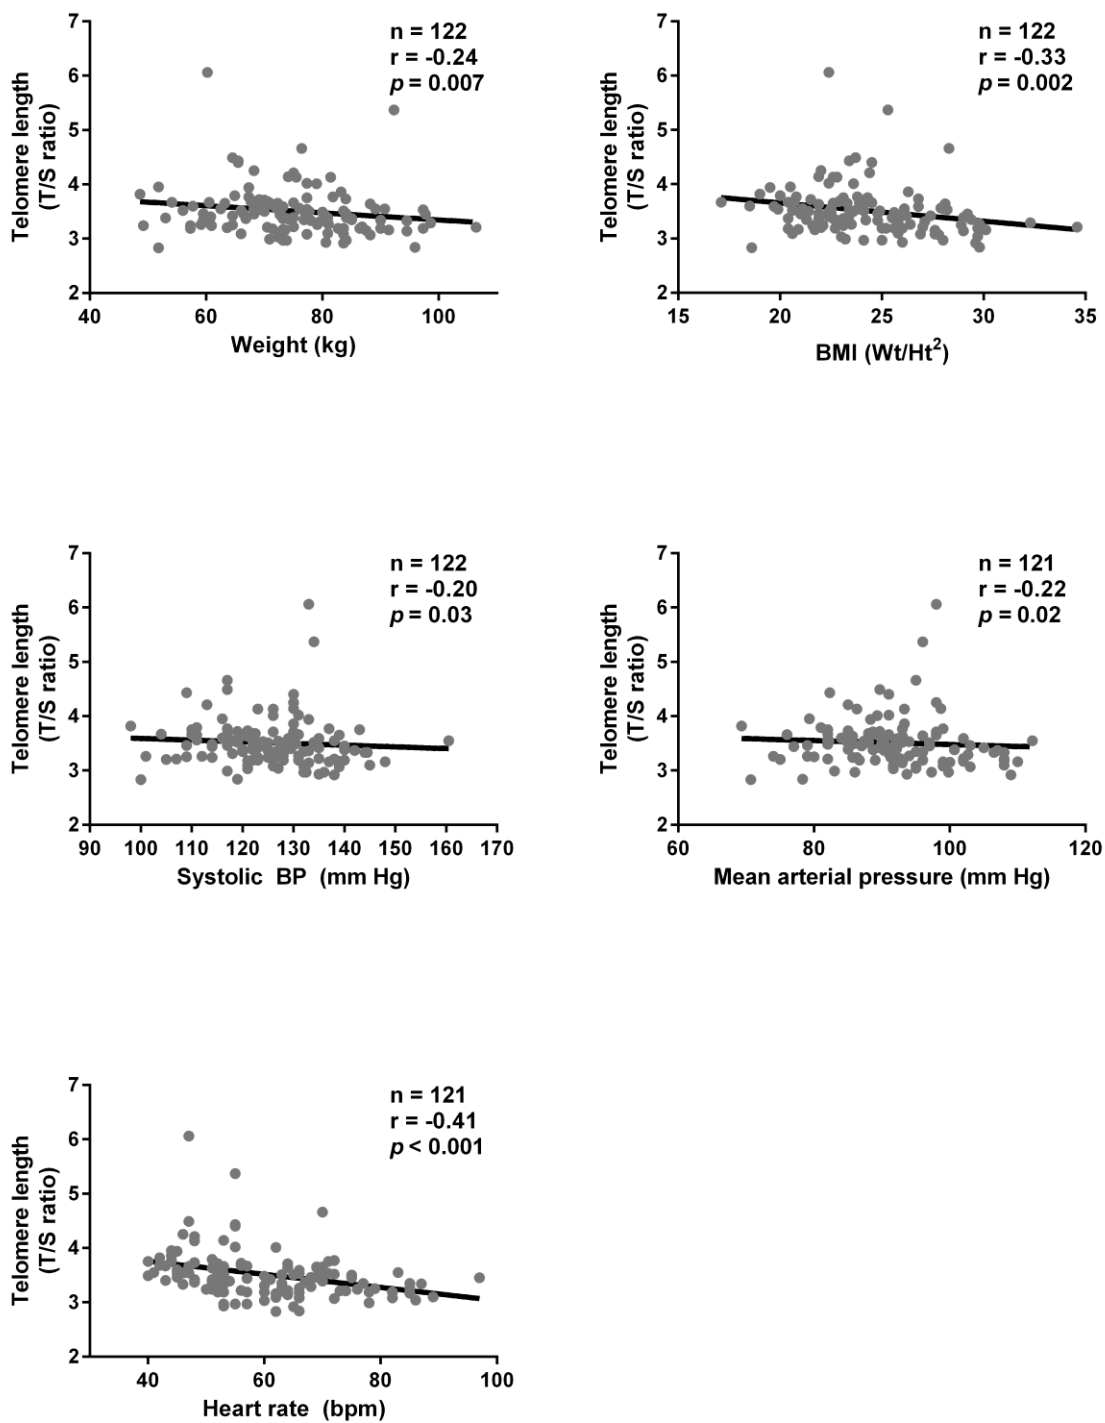 7
6
5
4
3
2
Telomere length
(T/S ratio)
n = 122
r = -0.24
p = 0.007
40 60 80 100
Weight (kg)
7
6
5
4
3
2
Telomere length
(T/S ratio)
n = 122
r = -0.33
p = 0.002
15 20 25 30 35
BMI (Wt/Ht²)
7
6
5
4
3
2
Telomere length
(T/S ratio)
n = 122
r = -0.20
p = 0.03
90 100 110 120 130 140 150 160 170
Systolic BP (mm Hg)
7
6
5
4
3
2
Telomere length
(T/S ratio)
n = 121
r = -0.22
p = 0.02
60 80 100 120
Mean arterial pressure (mm Hg)
7
6
5
4
3
2
Telomere length
(T/S ratio)
n = 121
r = -0.41
p < 0.001
40 60 80 100
Heart rate (bpm)